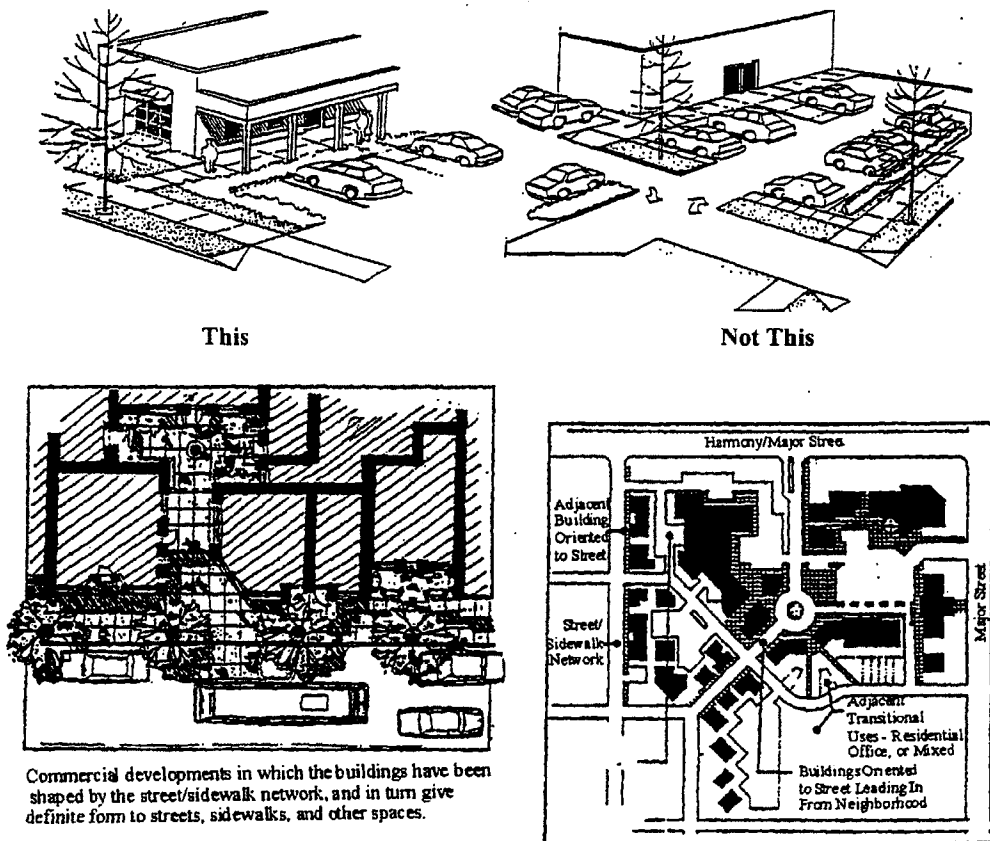 This
Not This
Commercial developments in which the buildings have been
shaped by the street/sidewalk network, and in turn give
definite form to streets, sidewalks, and other spaces.
Harmony/Major Street
Adjacent
Building
Oriented
to Street
Street/
Sidewalk
Network
Major Street
Adjacent
Transitional
Uses - Residential
Office, or Mixed
Buildings Oriented
to Street Leading In
From Neighborhood